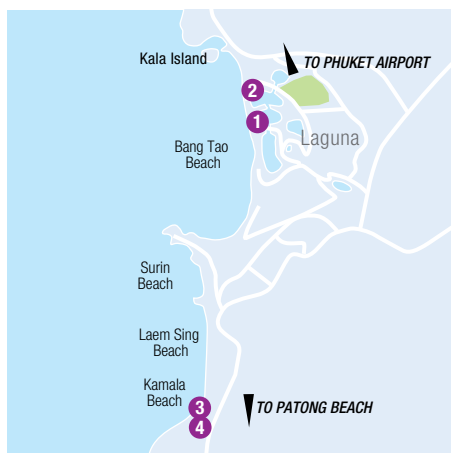 Kala Island
TO PHUKET AIRPORT
2
1
Laguna
Bang Tao
Beach
Surin
Beach
Laem Sing
Beach
Kamala
Beach
3
TO PATONG BEACH
4